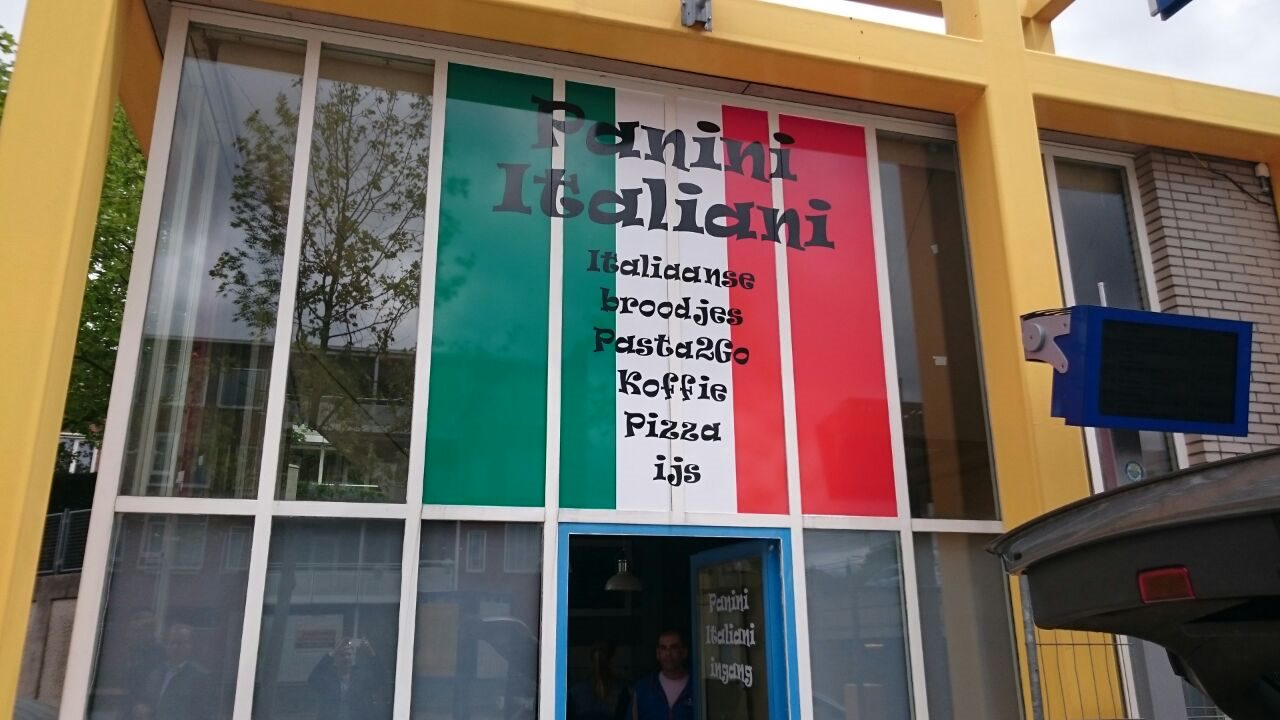 Panini
Italiani
Italiaanse
broodjes
Pasta2Go
Koffie
Pizza
ijs
Panini
Italiani
ingang